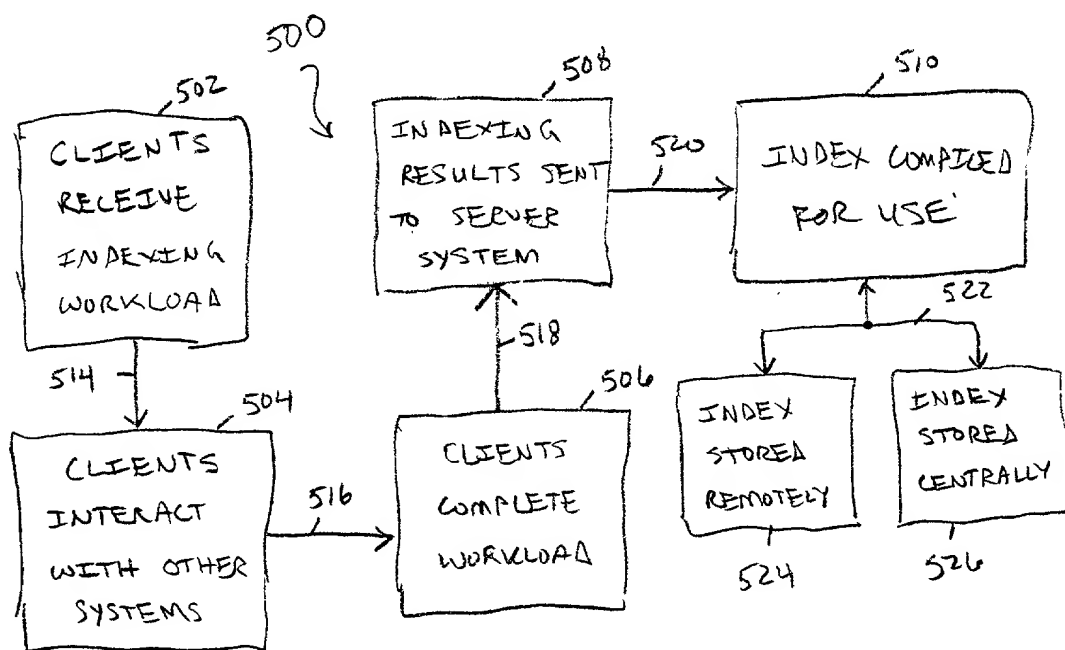 500
502
CLIENTS
RECEIVE
INDEXING
WORKLOAD
514
504
CLIENTS
INTERACT
WITH OTHER
SYSTEMS
516
506
CLIENTS
COMPLETE
WORKLOAD
518
508
INDEXING
RESULTS SENT
TO SERVER
SYSTEM
520
510
INDEX COMPILED
FOR USE
522
INDEX
STORED
REMOTELY
524
INDEX
STORED
CENTRALLY
526